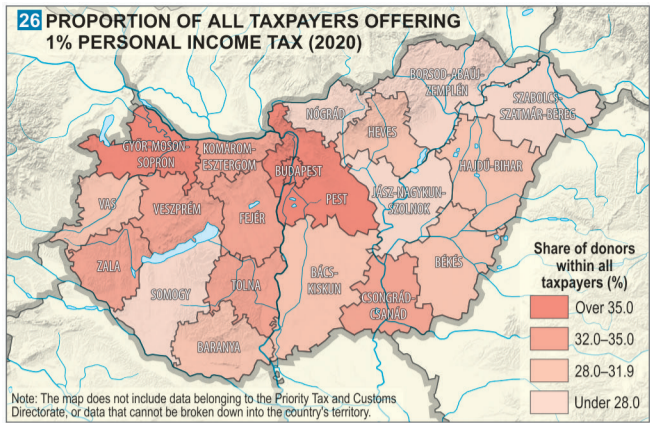 26 PROPORTION OF ALL TAXPAYERS OFFERING
1% PERSONAL INCOME TAX (2020)
BORSOD-ABAÚJ-
ZEMPLÉN
SZABOLCS-
SZATMÁR-BEREG
NÓGRÁD
HEVES
GYŐR-MOSON-
SOPRON
KOMÁROM-
ESZTERGOM
BUDAPEST
HAJDÚ-BIHAR
VAS
VESZPRÉM
FEJÉR
PEST
JÁSZ-NAGYKUN-
SZOLNOK
ZALA
SOMOGY
TOLNA
BÁCS-
KISKUN
BÉKÉS
CSONGRÁD-
CSANÁD
BARANYA
Share of donors
within all
taxpayers (%)
Over 35.0
32.0–35.0
28.0–31.9
Under 28.0
Note: The map does not include data belonging to the Priority Tax and Customs
Directorate, or data that cannot be broken down into the country's territory.